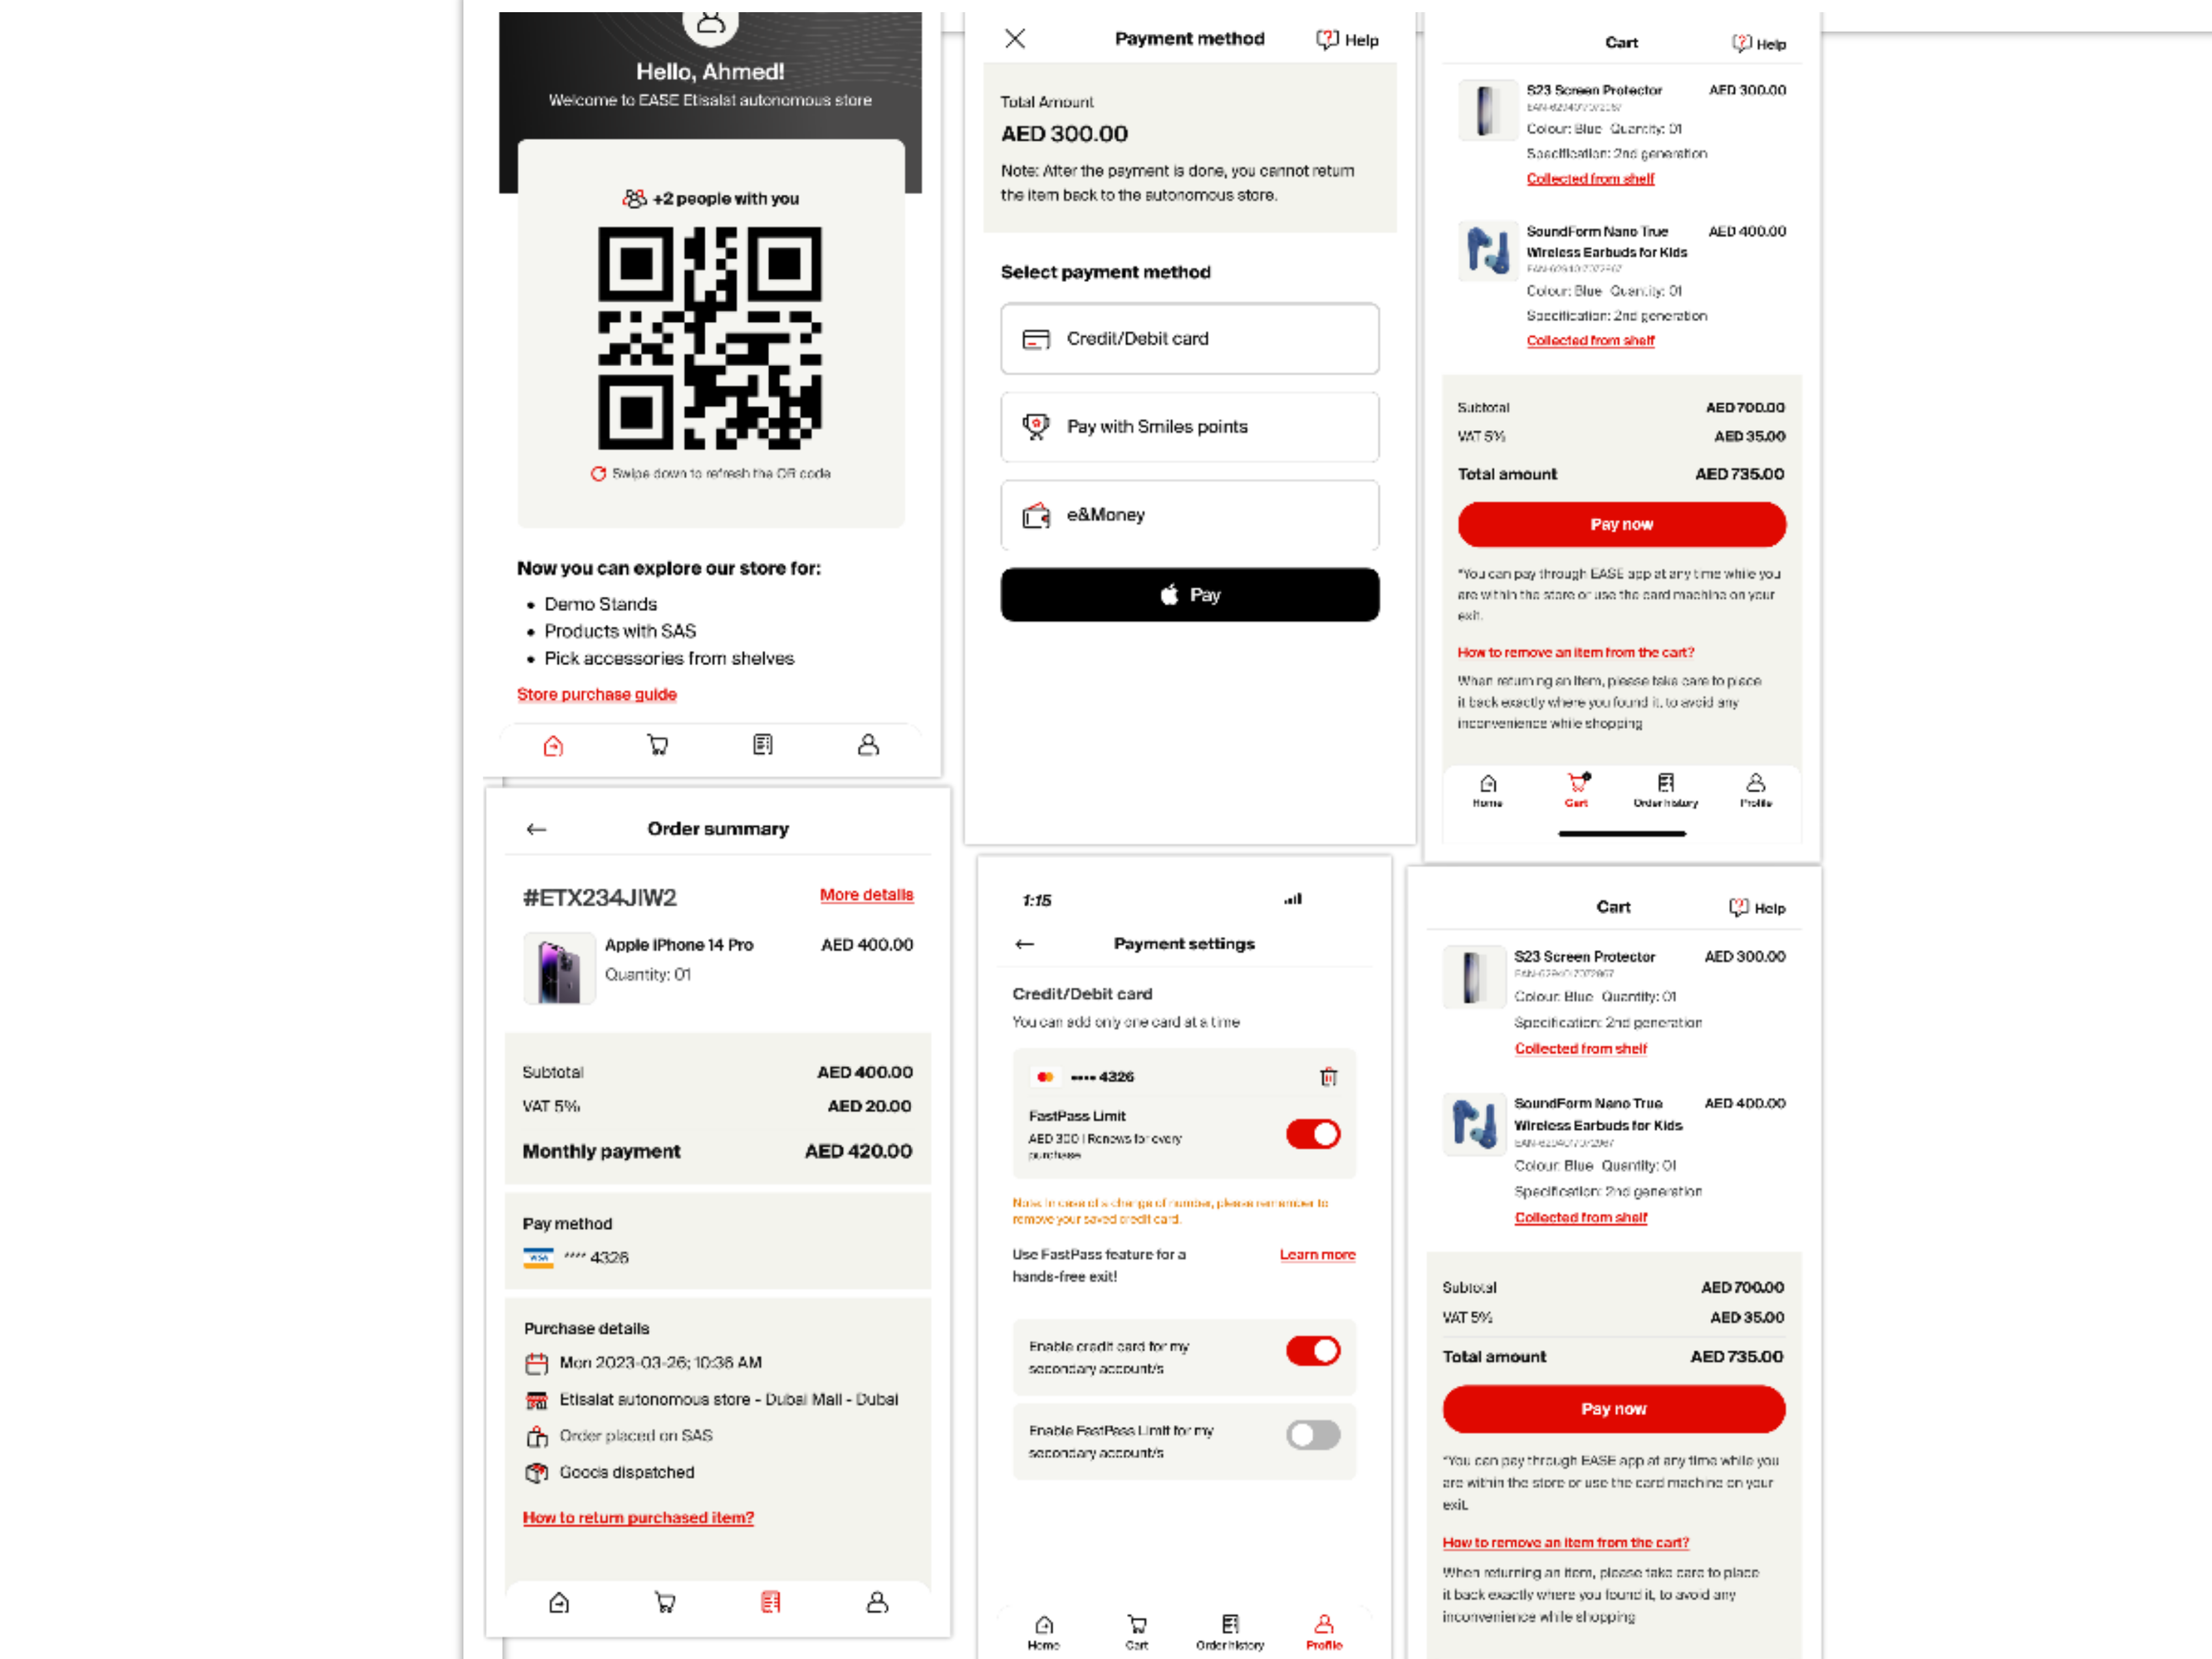 Hello, Ahmed!
Welcome to EASE Etisalat autonomous store
+2 people with you
Swipe down to refresh the QR code
Now you can explore our store for:
• Demo Stands
• Products with SAS
• Pick accessories from shelves
Store purchase guide
Payment method
Help
Total Amount
AED 300.00
Note: After the payment is done, you cannot return
the item back to the autonomous store.
Select payment method
Credit/Debit card
Pay with Smiles points
e&Money
Pay
Cart
Help
S23 Screen Protector AED 300.00
Colour: Blue Quantity: 01
Specification: 2nd generation
Collected from shelf
SoundForm Nano True AED 400.00
Wireless Earbuds for Kids
Colour: Blue Quantity: 01
Specification: 2nd generation
Collected from shelf
Subtotal AED 700.00
VAT 5% AED 35.00
Total amount AED 735.00
Pay now
*You can pay through EASE app at any time while you
are within the store or use the card machine on your
exit.
How to remove an item from the cart?
When returning an item, please take care to place
it back exactly where you found it, to avoid any
inconvenience while shopping
Home Cart Order history Profile
Order summary
#ETX234JIW2 More details
Apple iPhone 14 Pro AED 400.00
Quantity: 01
Subtotal AED 400.00
VAT 5% AED 20.00
Monthly payment AED 420.00
Pay method
VISA **** 4326
Purchase details
Mon 2023-03-26; 10:36 AM
Etisalat autonomous store - Dubai Mall - Dubai
Order placed on SAS
Goods dispatched
How to return purchased item?
1:15
Payment settings
Credit/Debit card
You can add only one card at a time
•••• 4326
FastPass Limit
AED 300 | Renews for every
purchase
Note: In case of a change of number, please remember to
remove your saved credit card.
Use FastPass feature for a Learn more
hands-free exit!
Enable credit card for my
secondary account/s
Enable FastPass Limit for my
secondary account/s
Home Cart Order history Profile
Cart
Help
S23 Screen Protector AED 300.00
Colour: Blue Quantity: 01
Specification: 2nd generation
Collected from shelf
SoundForm Nano True AED 400.00
Wireless Earbuds for Kids
Colour: Blue Quantity: 01
Specification: 2nd generation
Collected from shelf
Subtotal AED 700.00
VAT 5% AED 35.00
Total amount AED 735.00
Pay now
*You can pay through EASE app at any time while you
are within the store or use the card machine on your
exit.
How to remove an item from the cart?
When returning an item, please take care to place
it back exactly where you found it, to avoid any
inconvenience while shopping